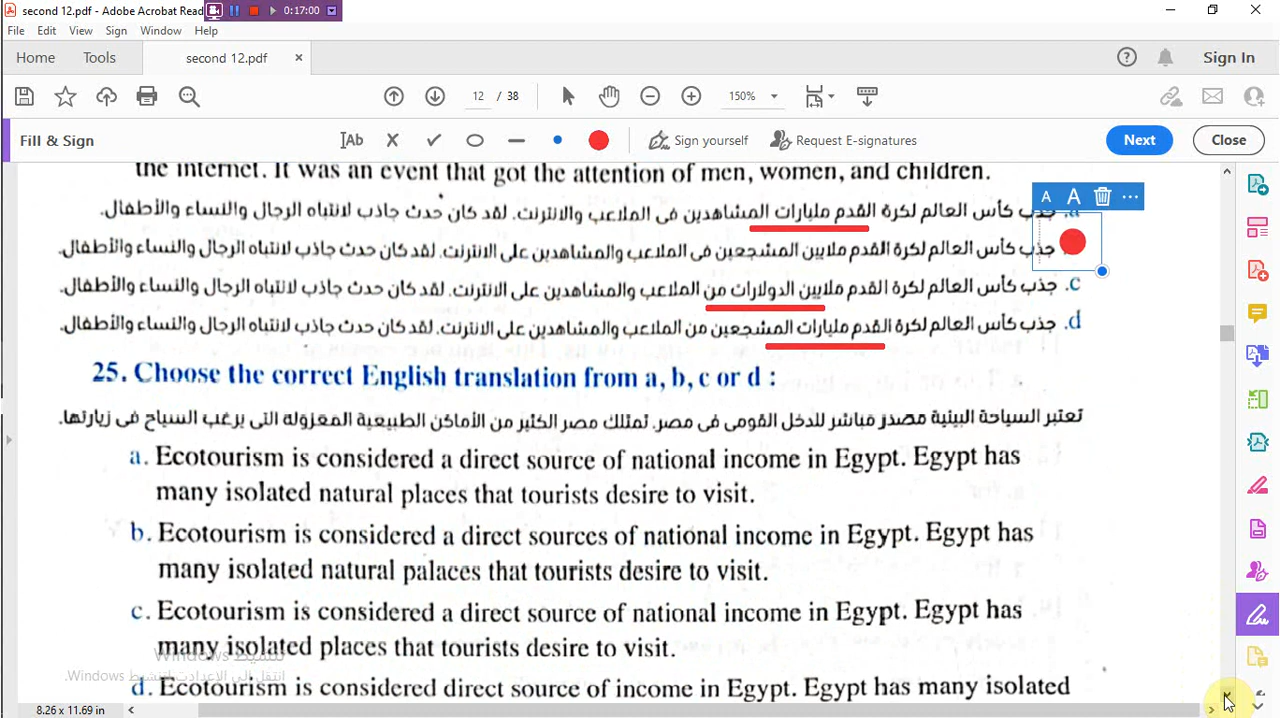 second 12.pdf - Adobe Acrobat Rea
0:17:00
File Edit View Sign Window Help
Home Tools second 12.pdf × Sign In
12 / 38 150%
Fill & Sign Ab Sign yourself Request E-signatures Next Close
the internet. It was an event that got the attention of men, women, and children.
A A
جذب كأس العالم لكرة القدم مليارات المشاهدين فى الملاعب والانترنت. لقد كان حدث جاذب لانتباه الرجال والنساء والأطفال.
جذب كأس العالم لكرة القدم ملايين المشجعين فى الملاعب والمشاهدين على الانترنت. لقد كان حدث جاذب لانتباه الرجال والنساء والأطفال.
c. جذب كأس العالم لكرة القدم ملايين الدولارات من الملاعب والمشاهدين على الانترنت. لقد كان حدث جاذب لانتباه الرجال والنساء والأطفال.
d. جذب كأس العالم لكرة القدم مليارات المشجعين من الملاعب والمشاهدين على الانترنت. لقد كان حدث جاذب لانتباه الرجال والنساء والأطفال.
25. Choose the correct English translation from a, b, c or d :
تعتبر السياحة البيئية مصدر مباشر للدخل القومى فى مصر. تمتلك مصر الكثير من الأماكن الطبيعية المعزولة التى يرغب السياح فى زيارتها.
a. Ecotourism is considered a direct source of national income in Egypt. Egypt has
many isolated natural places that tourists desire to visit.
b. Ecotourism is considered a direct sources of national income in Egypt. Egypt has
many isolated natural palaces that tourists desire to visit.
c. Ecotourism is considered a direct source of national income in Egypt. Egypt has
many isolated places that tourists desire to visit.
تنشيط Windows
انتقل إلى الإعدادت لتنشيط Windows.
d. Ecotourism is considered direct source of income in Egypt. Egypt has many isolated
8.26 x 11.69 in